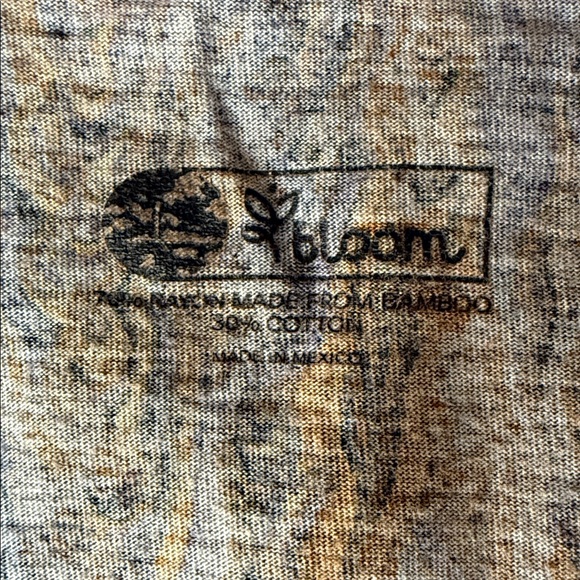 bloom
70% RAYON MADE FROM BAMBOO
30% COTTON
MADE IN MEXICO